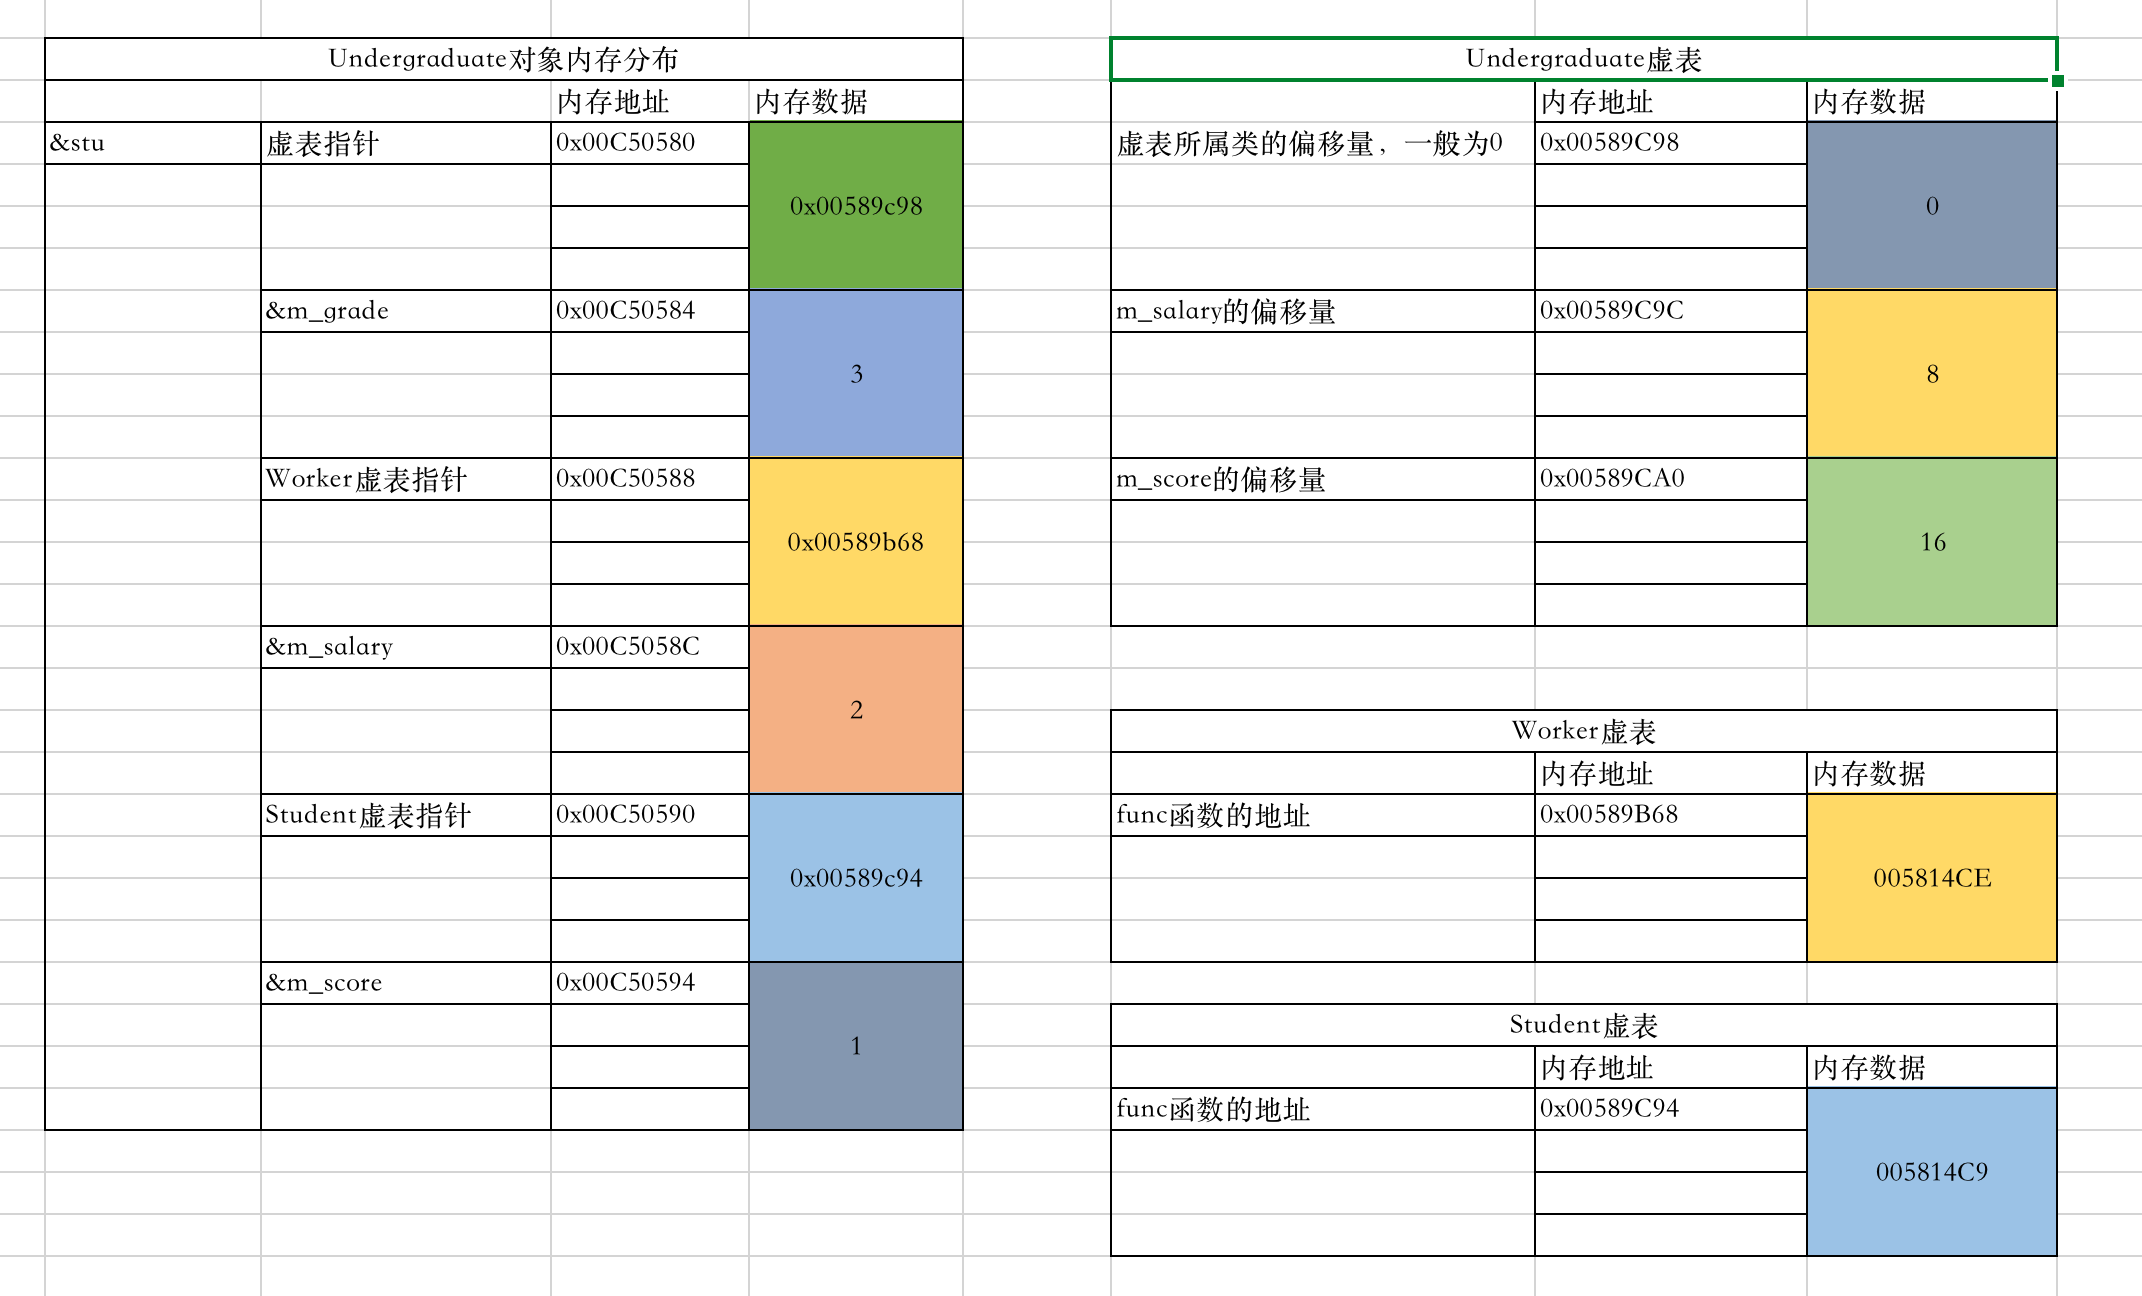 Undergraduate对象内存分布
内存地址 内存数据
&stu 虚表指针 0x00C50580
0x00589c98
&m_grade 0x00C50584
3
Worker虚表指针 0x00C50588
0x00589b68
&m_salary 0x00C5058C
2
Student虚表指针 0x00C50590
0x00589c94
&m_score 0x00C50594
1
Undergraduate虚表
内存地址 内存数据
虚表所属类的偏移量，一般为0 0x00589C98
0
m_salary的偏移量 0x00589C9C
8
m_score的偏移量 0x00589CA0
16
Worker虚表
内存地址 内存数据
func函数的地址 0x00589B68
005814CE
Student虚表
内存地址 内存数据
func函数的地址 0x00589C94
005814C9